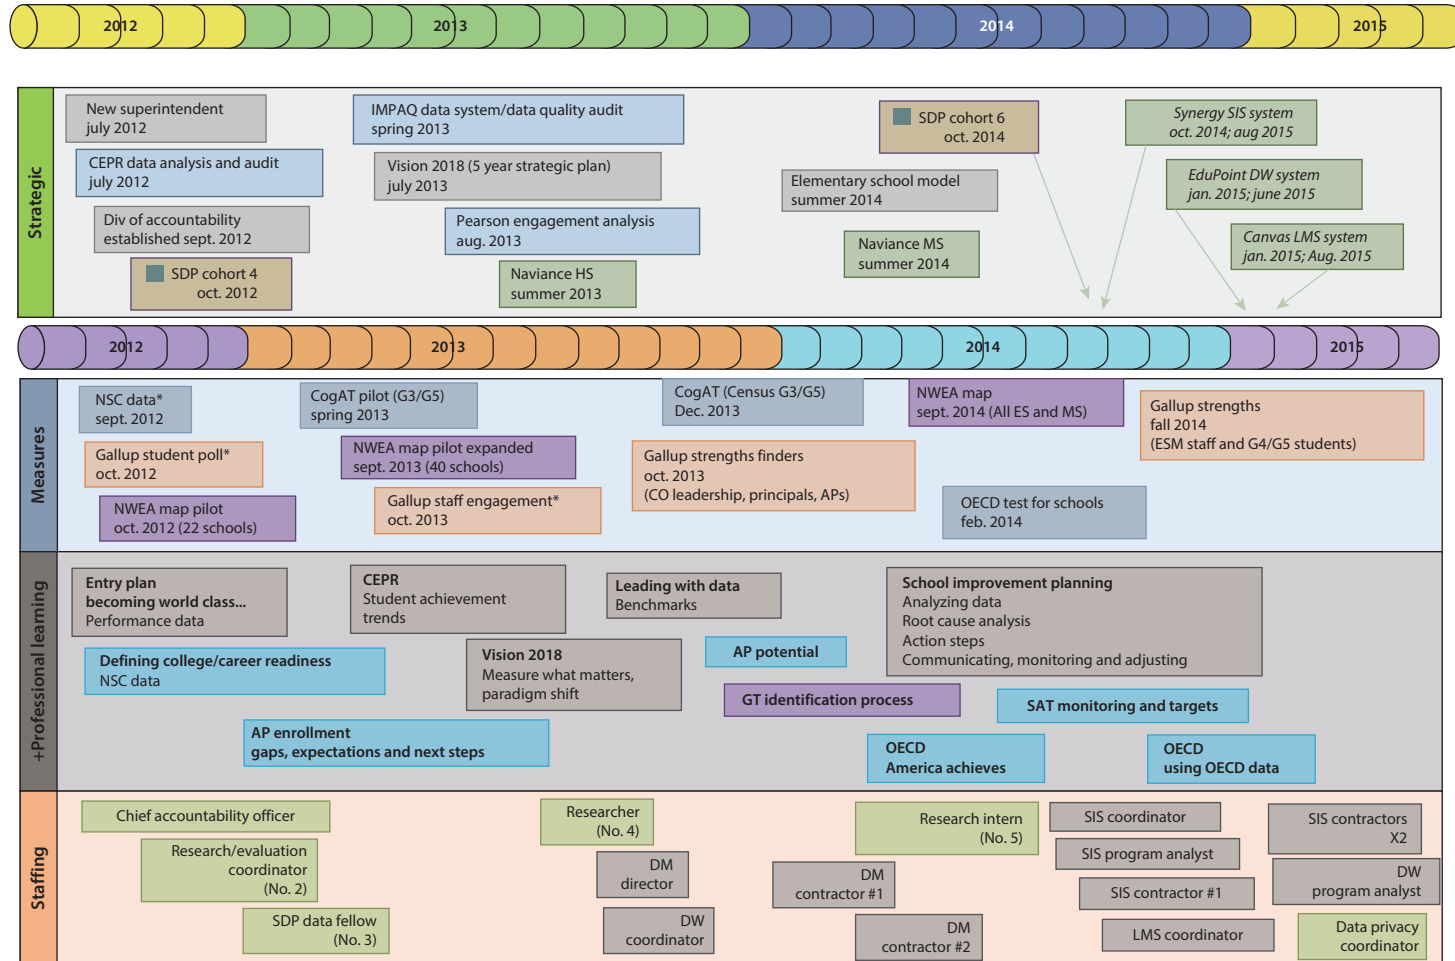 2012
2013
2014
2015
Strategic
New superintendent
july 2012
CEPR data analysis and audit
july 2012
Div of accountability
established sept. 2012
SDP cohort 4
oct. 2012
IMPAQ data system/data quality audit
spring 2013
Vision 2018 (5 year strategic plan)
july 2013
Pearson engagement analysis
aug. 2013
Naviance HS
summer 2013
SDP cohort 6
oct. 2014
Elementary school model
summer 2014
Naviance MS
summer 2014
Synergy SIS system
oct. 2014; aug 2015
EduPoint DW system
jan. 2015; june 2015
Canvas LMS system
jan. 2015; Aug. 2015
2012
2013
2014
2015
Measures
NSC data*
sept. 2012
Gallup student poll*
oct. 2012
NWEA map pilot
oct. 2012 (22 schools)
CogAT pilot (G3/G5)
spring 2013
NWEA map pilot expanded
sept. 2013 (40 schools)
Gallup staff engagement*
oct. 2013
CogAT (Census G3/G5)
Dec. 2013
Gallup strengths finders
oct. 2013
(CO leadership, principals, APs)
NWEA map
sept. 2014 (All ES and MS)
OECD test for schools
feb. 2014
Gallup strengths
fall 2014
(ESM staff and G4/G5 students)
+Professional learning
Entry plan
becoming world class...
Performance data
Defining college/career readiness
NSC data
AP enrollment
gaps, expectations and next steps
CEPR
Student achievement
trends
Vision 2018
Measure what matters,
paradigm shift
Leading with data
Benchmarks
AP potential
GT identification process
School improvement planning
Analyzing data
Root cause analysis
Action steps
Communicating, monitoring and adjusting
SAT monitoring and targets
OECD
America achieves
OECD
using OECD data
Staffing
Chief accountability officer
Research/evaluation
coordinator
(No. 2)
SDP data fellow
(No. 3)
Researcher
(No. 4)
DM
director
DW
coordinator
DM
contractor #1
Research intern
(No. 5)
DM
contractor #2
SIS coordinator
SIS program analyst
SIS contractor #1
LMS coordinator
SIS contractors
X2
DW
program analyst
Data privacy
coordinator